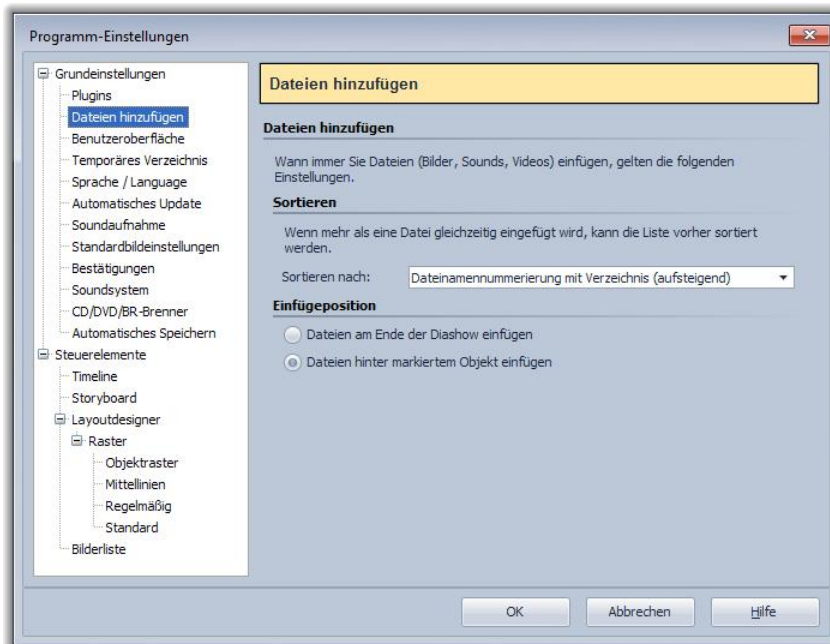 Programm-Einstellungen
Grundeinstellungen
Plugins
Dateien hinzufügen
Benutzeroberfläche
Temporäres Verzeichnis
Sprache / Language
Automatisches Update
Soundaufnahme
Standardbildeinstellungen
Bestätigungen
Soundsystem
CD/DVD/BR-Brenner
Automatisches Speichern
Steuerelemente
Timeline
Storyboard
Layoutdesigner
Raster
Objektraster
Mittellinien
Regelmäßig
Standard
Bilderliste
Dateien hinzufügen
Dateien hinzufügen
Wann immer Sie Dateien (Bilder, Sounds, Videos) einfügen, gelten die folgenden
Einstellungen.
Sortieren
Wenn mehr als eine Datei gleichzeitig eingefügt wird, kann die Liste vorher sortiert
werden.
Sortieren nach: Dateinamennummerierung mit Verzeichnis (aufsteigend)
Einfügeposition
Dateien am Ende der Diashow einfügen
Dateien hinter markiertem Objekt einfügen
OK Abbrechen Hilfe